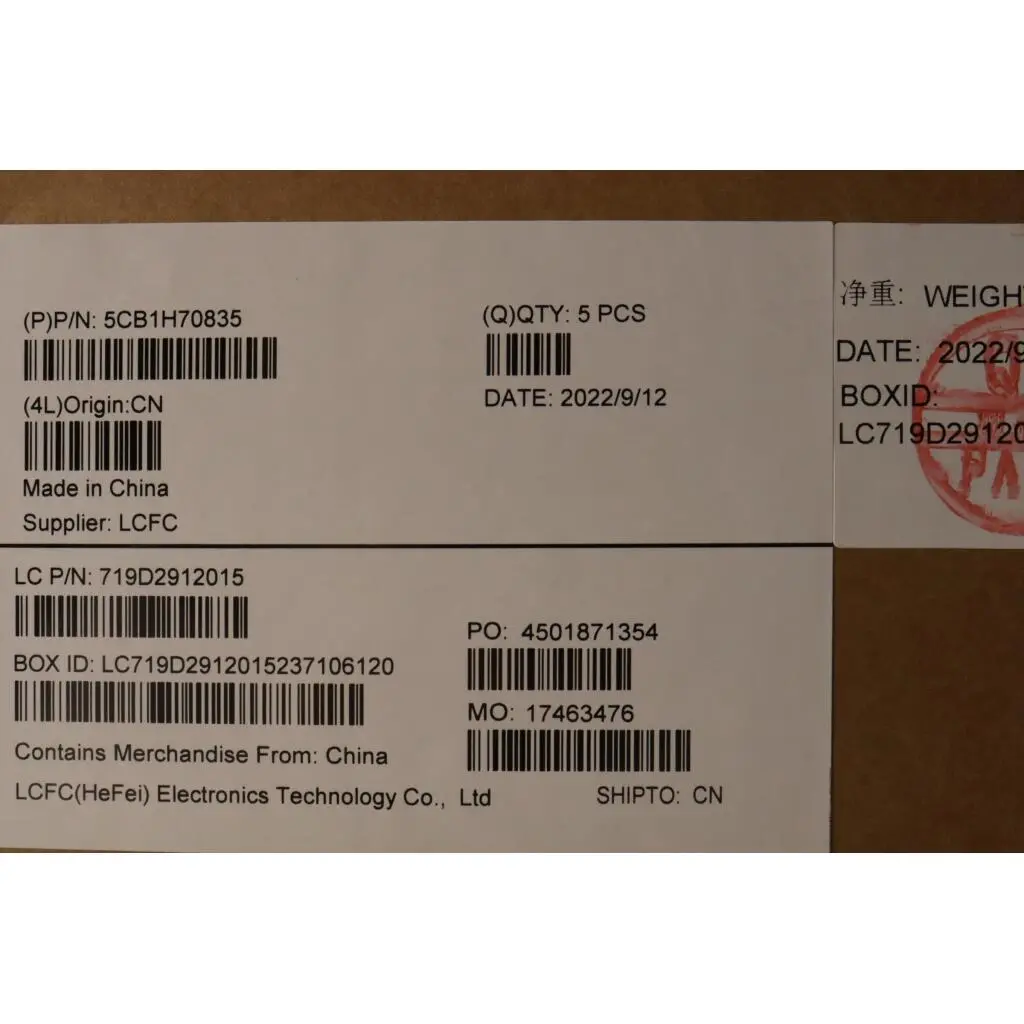 (P)P/N: 5CB1H70835
(Q)QTY: 5 PCS
(4L)Origin:CN
DATE: 2022/9/12
Made in China
Supplier: LCFC
LC P/N: 719D2912015
PO: 4501871354
BOX ID: LC719D2912015237106120
MO: 17463476
Contains Merchandise From: China
LCFC(HeFei) Electronics Technology Co., Ltd
SHIPTO: CN
净重: WEIGH
DATE: 2022/9
BOXID:
LC719D29120